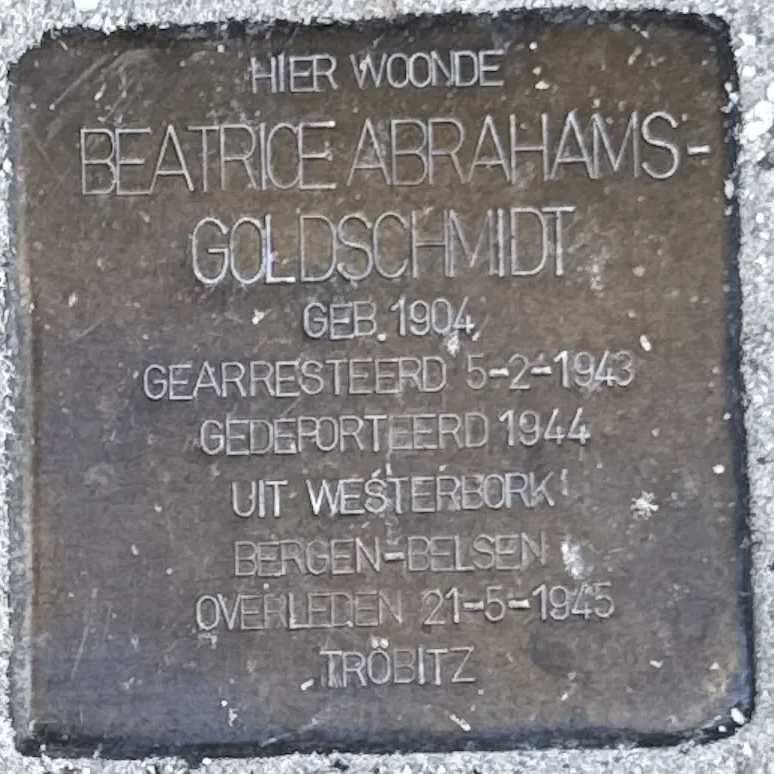 HIER WOONDE
BEATRICE ABRAHAMS-
GOLDSCHMIDT
GEB. 1904
GEARRESTEERD 5-2-1943
GEDEPORTEERD 1944
UIT WESTERBORK
BERGEN-BELSEN
OVERLEDEN 21-5-1945
TRÖBITZ